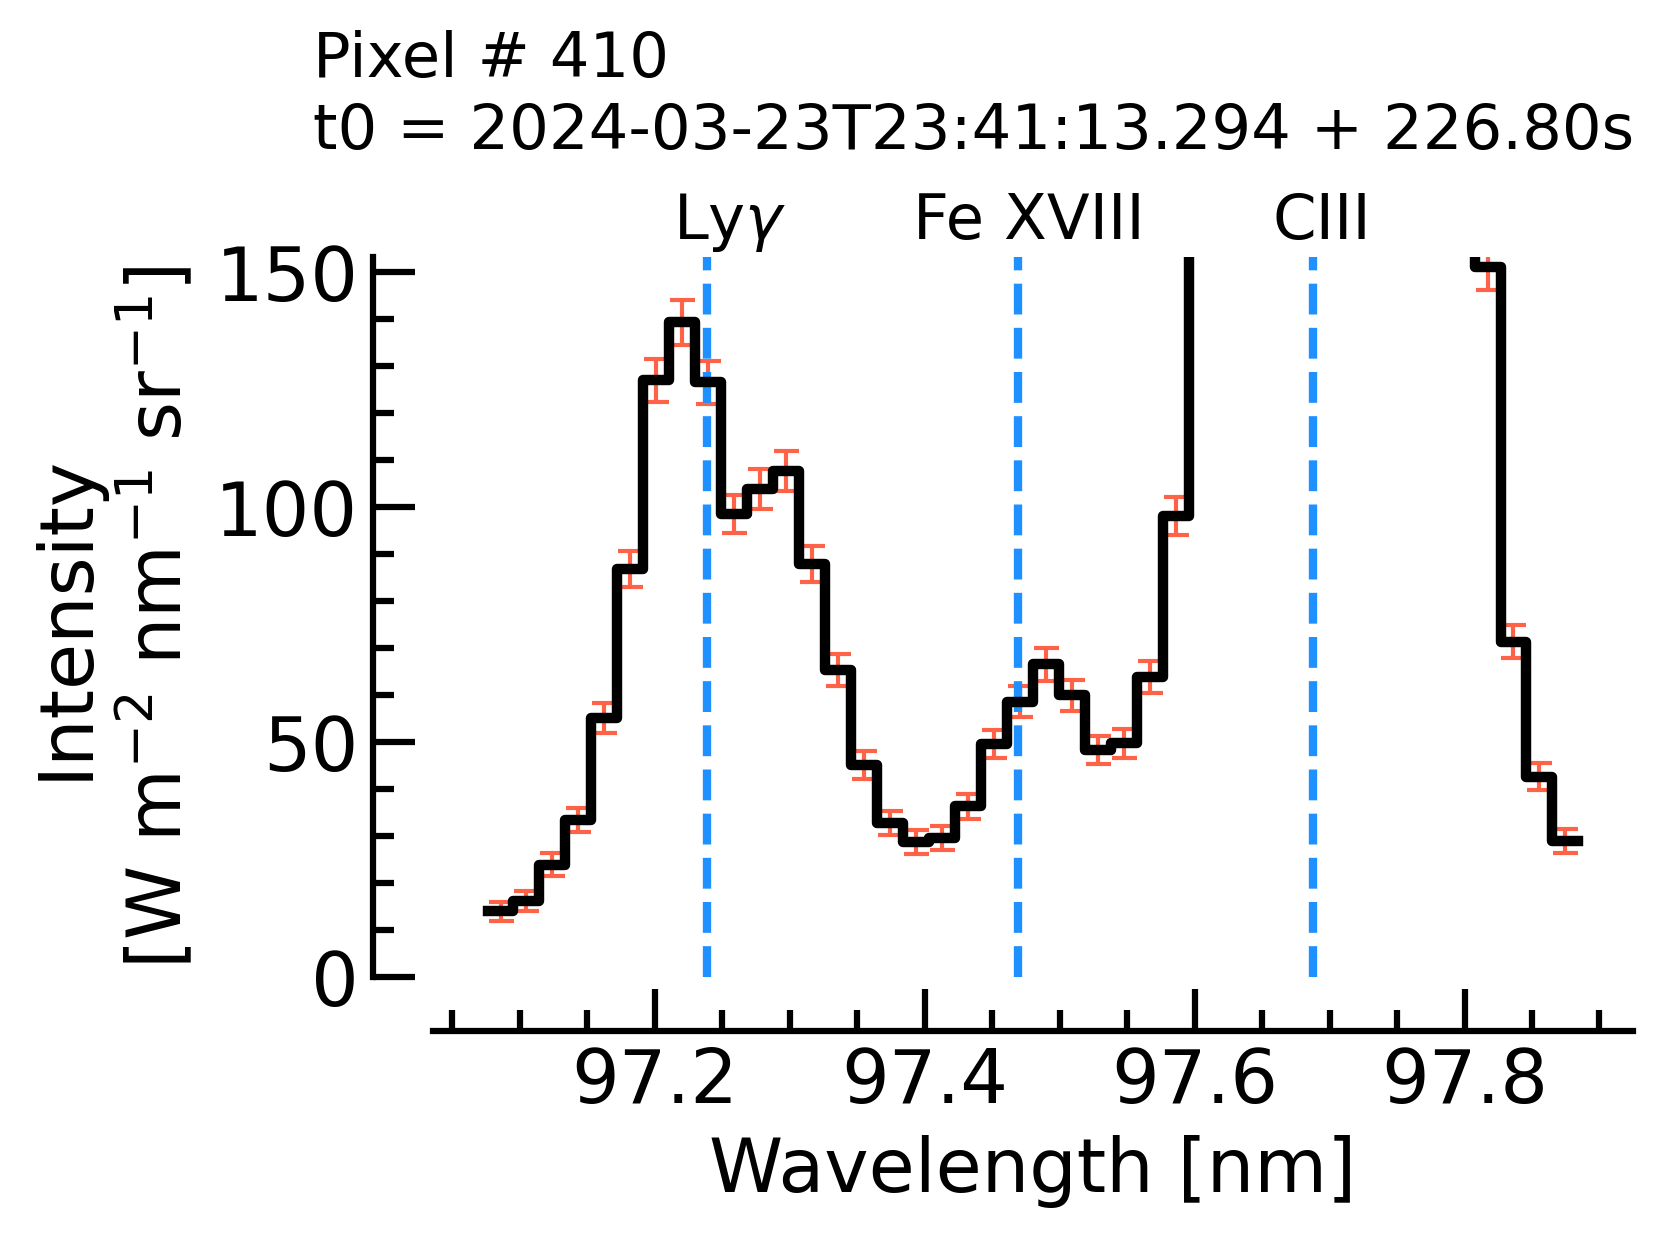 Pixel # 410
t0 = 2024-03-23T23:41:13.294 + 226.80s
Lyγ Fe XVIII CIII
Intensity
[W m⁻² nm⁻¹ sr⁻¹]
150
100
50
0
97.2 97.4 97.6 97.8
Wavelength [nm]